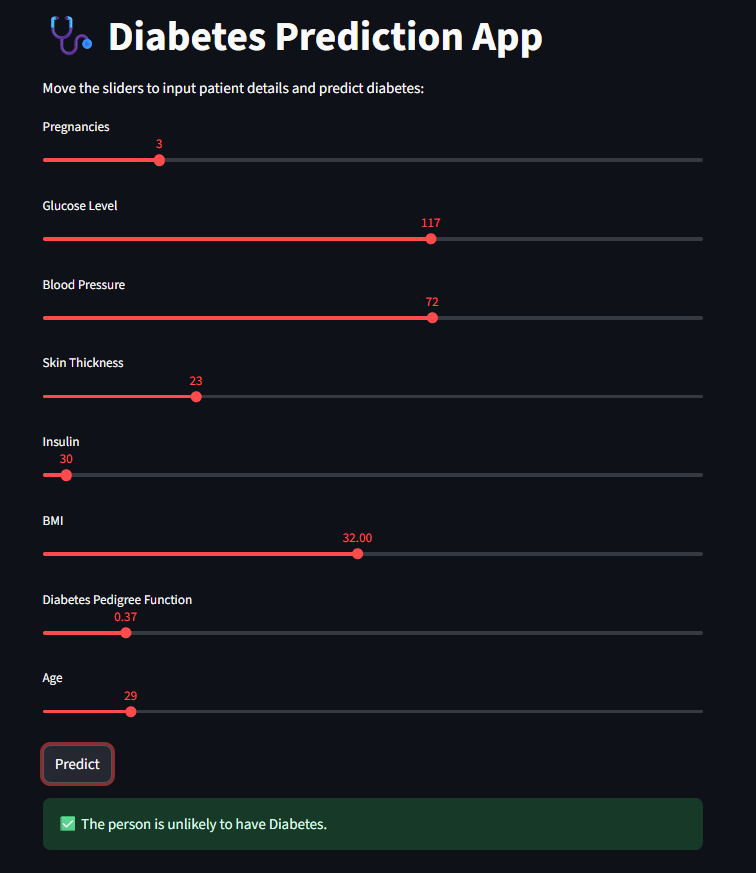 Diabetes Prediction App
Move the sliders to input patient details and predict diabetes:
Pregnancies
3
Glucose Level
117
Blood Pressure
72
Skin Thickness
23
Insulin
30
BMI
32.00
Diabetes Pedigree Function
0.37
Age
29
Predict
The person is unlikely to have Diabetes.